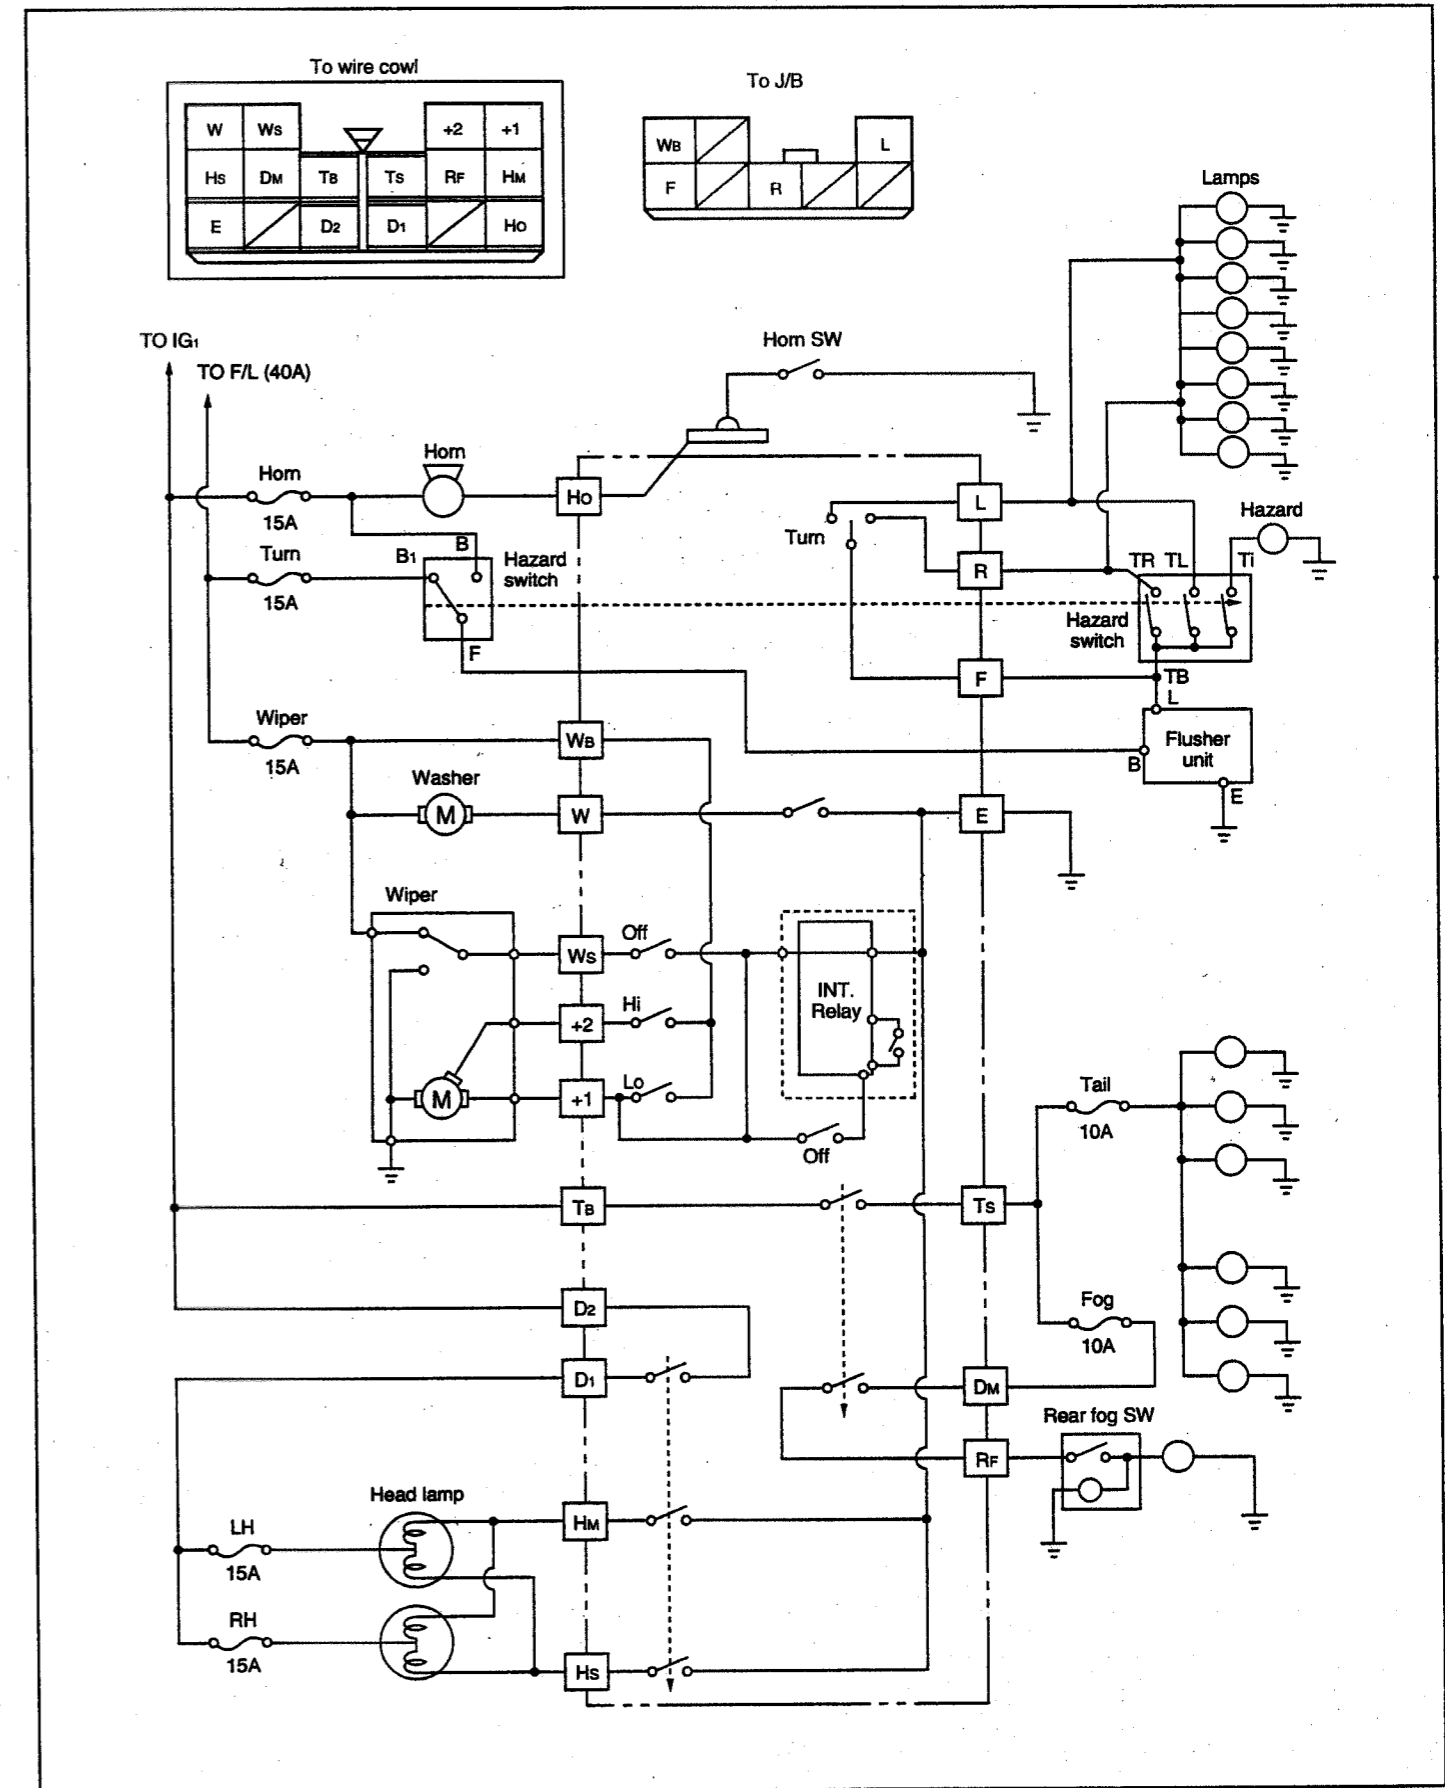 To wire cowl
To J/B
W Ws +2 +1
Hs DM TB Ts RF HM
E D2 D1 Ho
WB L
F R
Lamps
TO IG1
TO F/L (40A)
Horn SW
Horn
15A
Horn
Ho
L
Turn
Hazard
Turn
15A
B1
B
Hazard
switch
F
R
TR TL Ti
Hazard
switch
F
TB
L
Flusher
unit
B
E
Wiper
15A
WB
Washer
M
W
E
Wiper
Ws
Off
INT.
Relay
+2
Hi
M
+1
Lo
Off
Tail
10A
TB
Ts
D2
Fog
10A
D1
DM
Rear fog SW
RF
Head lamp
LH
15A
HM
RH
15A
Hs